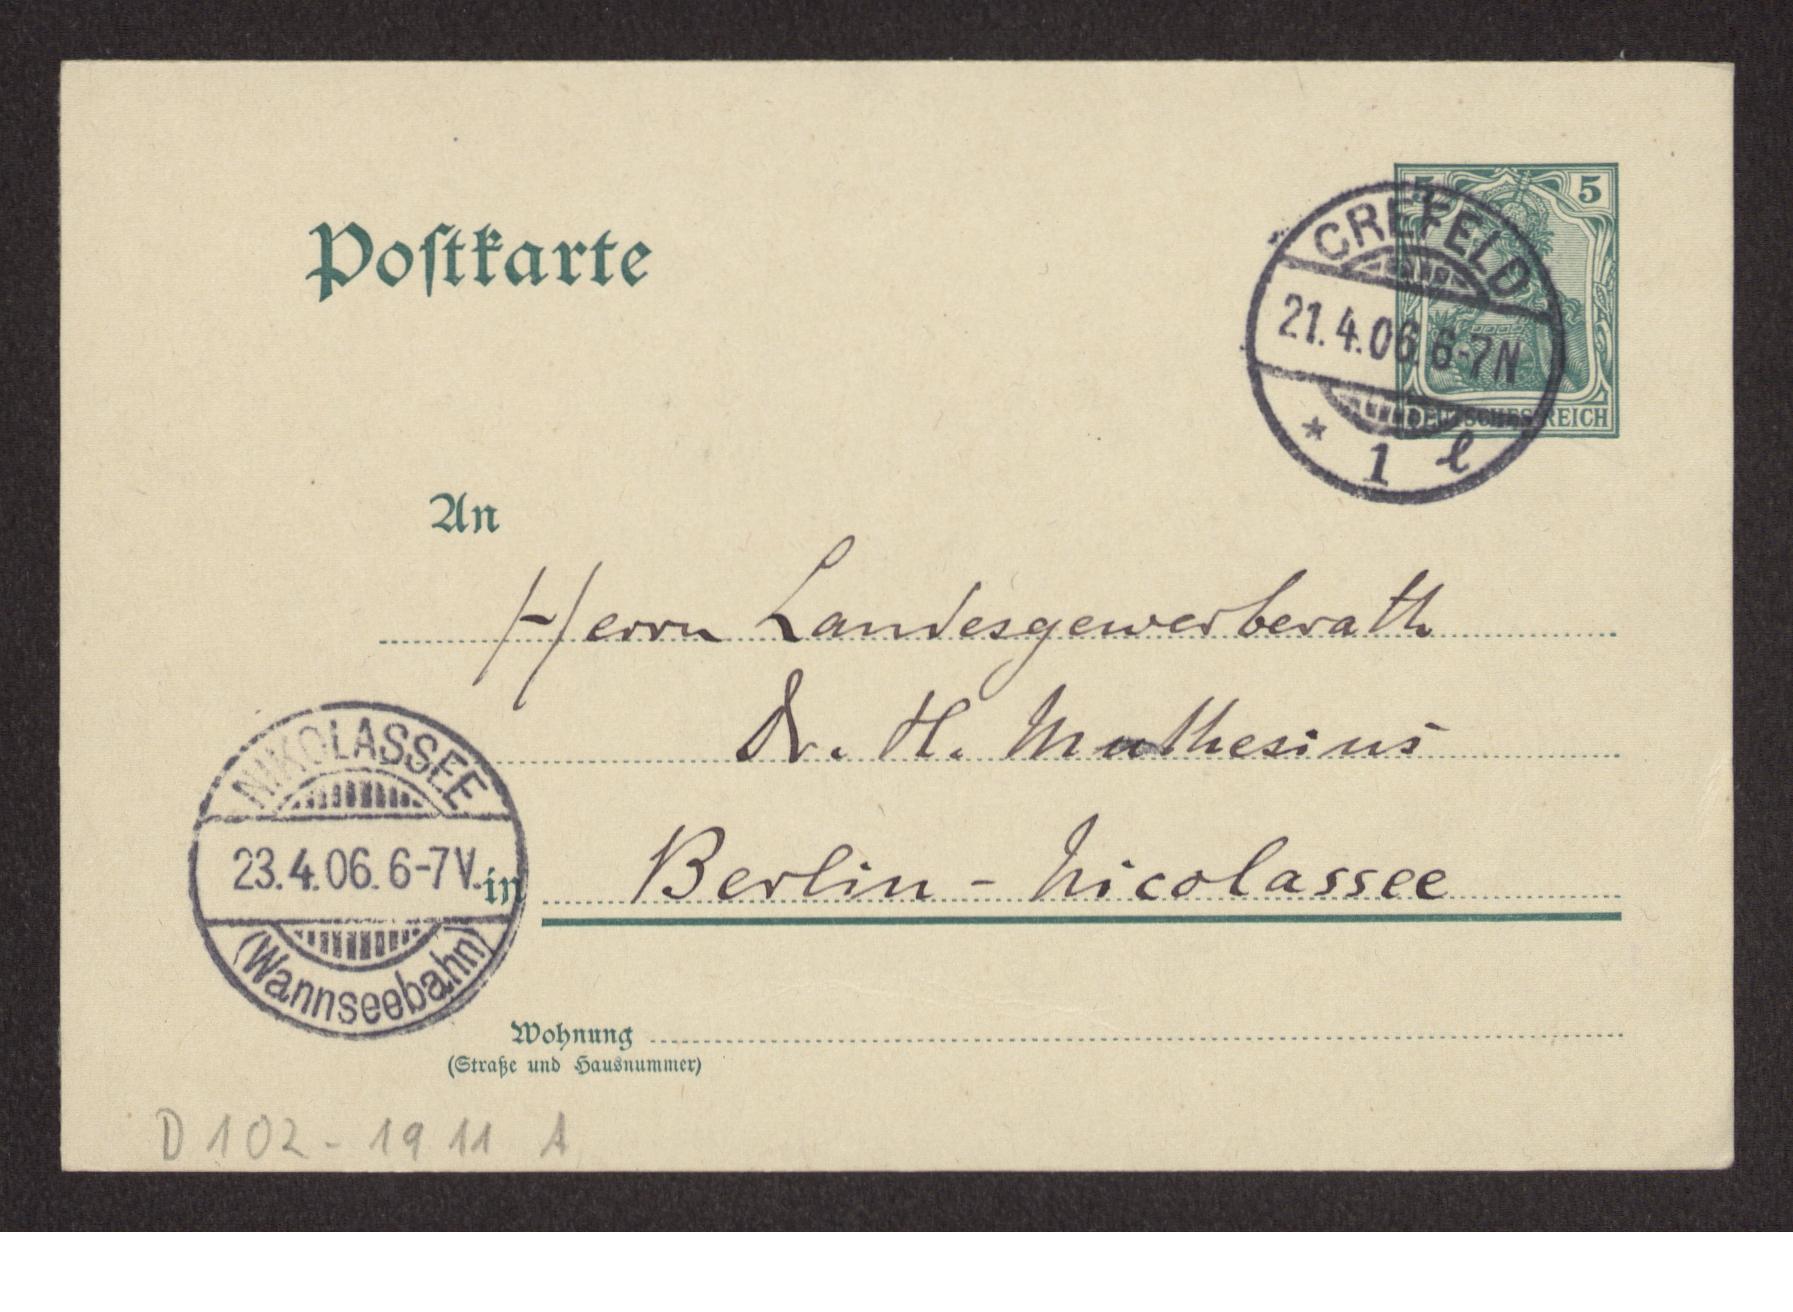 Postkarte
5 5
DEUTSCHES REICH
CREFELD
21.4.06. 6-7N
* 1 l
An
Herrn Landesgewerberath
Dr. H. Muthesius
in Berlin - Nicolassee
NIKOLASSEE
23.4.06. 6-7V.
(Wannseebahn)
Wohnung
(Straße und Hausnummer)
D 102 - 1911 A